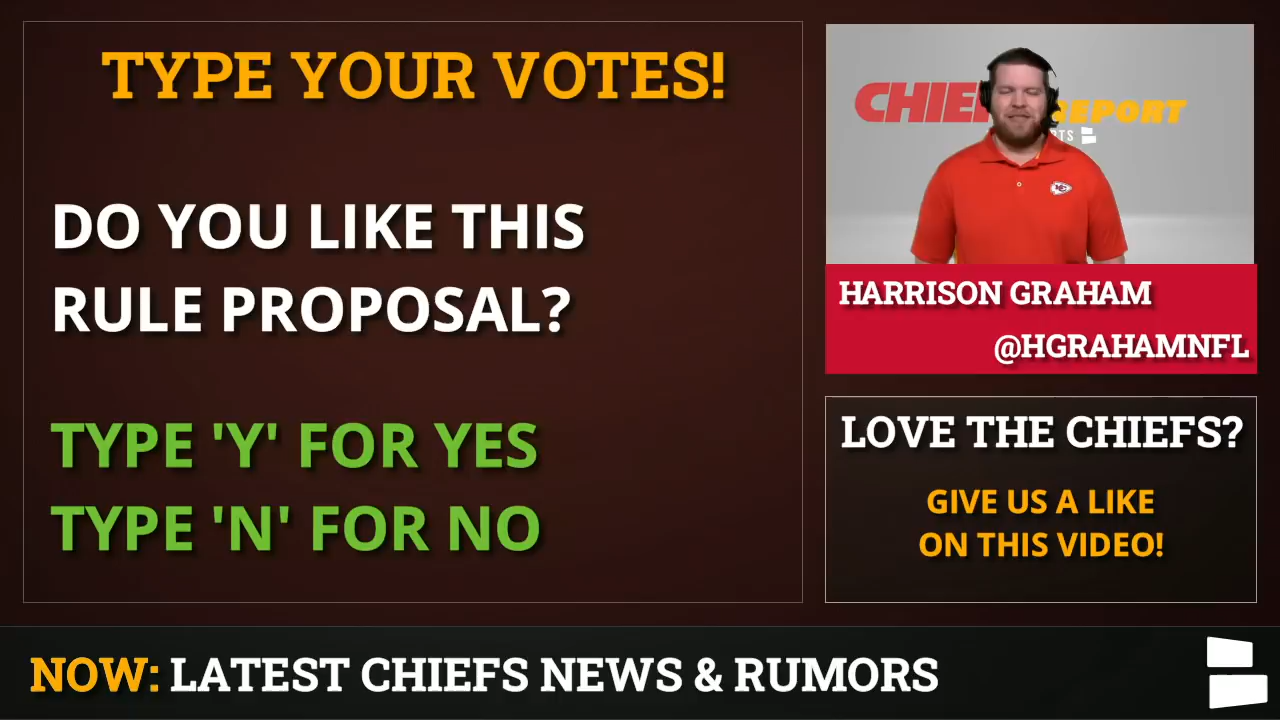 TYPE YOUR VOTES!
DO YOU LIKE THIS
RULE PROPOSAL?
TYPE 'Y' FOR YES
TYPE 'N' FOR NO
REPORT
HARRISON GRAHAM
@HGRAHAMNFL
LOVE THE CHIEFS?
GIVE US A LIKE
ON THIS VIDEO!
NOW: LATEST CHIEFS NEWS & RUMORS